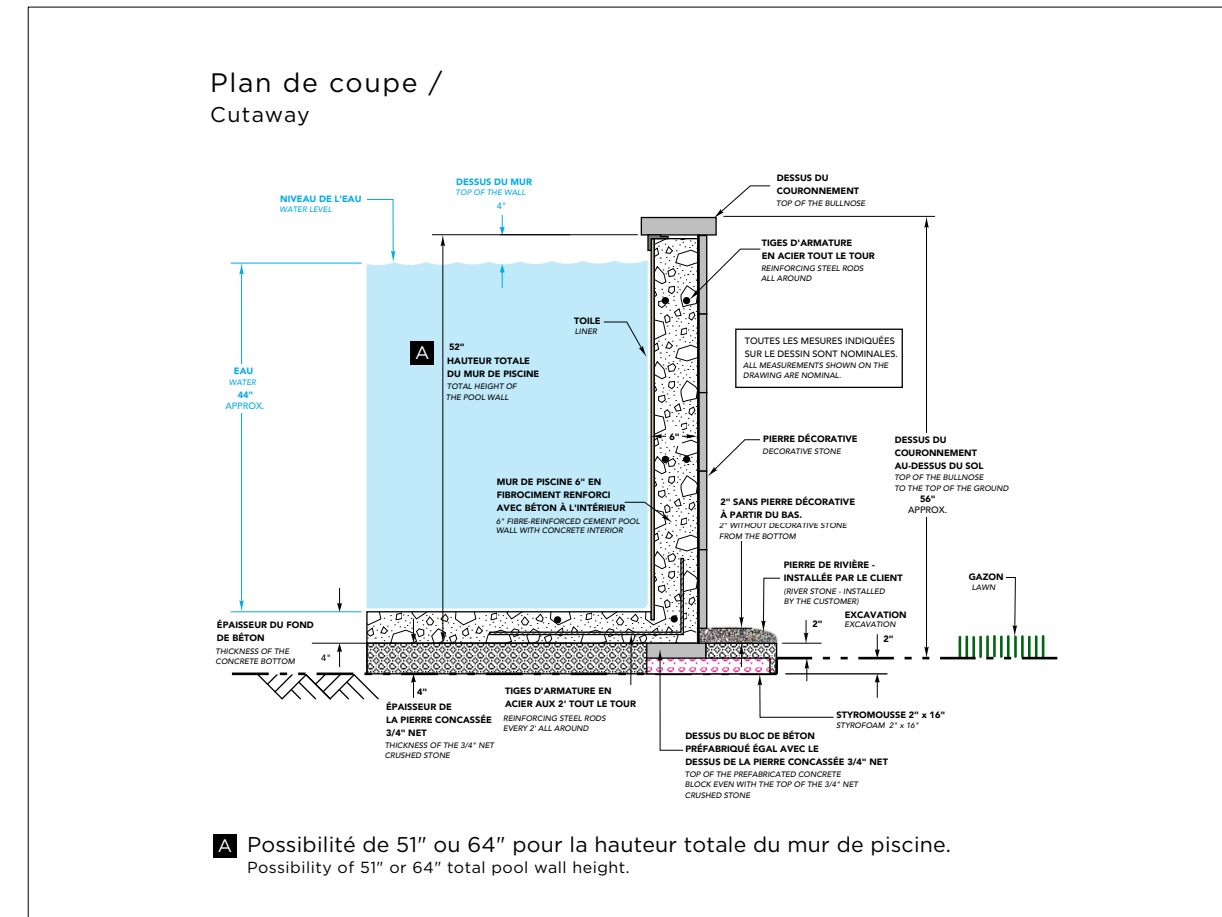 Plan de coupe /
Cutaway
DESSUS DU MUR
TOP OF THE WALL
4"
NIVEAU DE L'EAU
WATER LEVEL
DESSUS DU
COURONNEMENT
TOP OF THE BULLNOSE
TIGES D'ARMATURE
EN ACIER TOUT LE TOUR
REINFORCING STEEL RODS
ALL AROUND
TOILE
LINER
TOUTES LES MESURES INDIQUÉES
SUR LE DESSIN SONT NOMINALES.
ALL MEASUREMENTS SHOWN ON THE
DRAWING ARE NOMINAL.
A
52"
HAUTEUR TOTALE
DU MUR DE PISCINE
TOTAL HEIGHT OF
THE POOL WALL
EAU
WATER
44"
APPROX.
6"
PIERRE DÉCORATIVE
DECORATIVE STONE
DESSUS DU
COURONNEMENT
AU-DESSUS DU SOL
TOP OF THE BULLNOSE
TO THE TOP OF THE GROUND
56"
APPROX.
MUR DE PISCINE 6" EN
FIBROCIMENT RENFORCI
AVEC BÉTON À L'INTÉRIEUR
6" FIBRE-REINFORCED CEMENT POOL
WALL WITH CONCRETE INTERIOR
2" SANS PIERRE DÉCORATIVE
À PARTIR DU BAS.
2" WITHOUT DECORATIVE STONE
FROM THE BOTTOM
PIERRE DE RIVIÈRE -
INSTALLÉE PAR LE CLIENT
(RIVER STONE - INSTALLED
BY THE CUSTOMER)
GAZON
LAWN
EXCAVATION
EXCAVATION
2"
2"
ÉPAISSEUR DU FOND
DE BÉTON
THICKNESS OF THE
CONCRETE BOTTOM
4"
4"
ÉPAISSEUR DE
LA PIERRE CONCASSÉE
3/4" NET
THICKNESS OF THE 3/4" NET
CRUSHED STONE
TIGES D'ARMATURE EN
ACIER AUX 2' TOUT LE TOUR
REINFORCING STEEL RODS
EVERY 2' ALL AROUND
STYROMOUSSE 2" x 16"
STYROFOAM 2" x 16"
DESSUS DU BLOC DE BÉTON
PRÉFABRIQUÉ ÉGAL AVEC LE
DESSUS DE LA PIERRE CONCASSÉE 3/4" NET
TOP OF THE PREFABRICATED CONCRETE
BLOCK EVEN WITH THE TOP OF THE 3/4" NET
CRUSHED STONE
A Possibilité de 51" ou 64" pour la hauteur totale du mur de piscine.
Possibility of 51" or 64" total pool wall height.